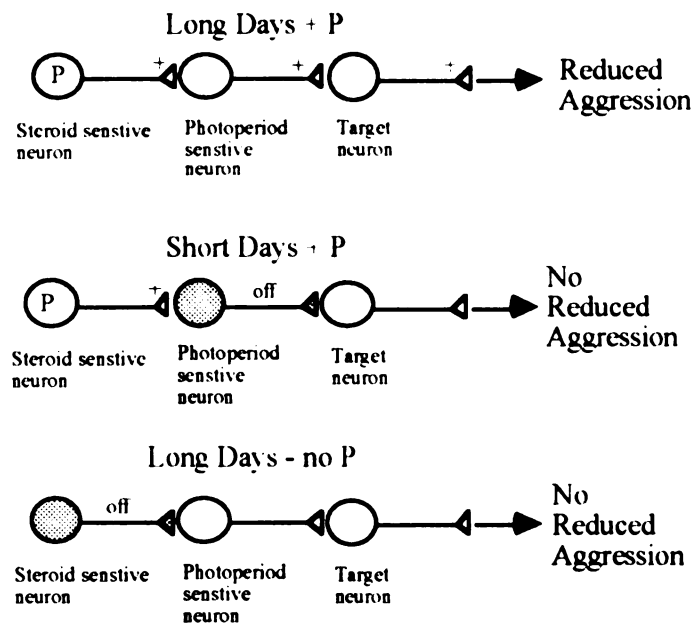 Long Days + P
P + + + Reduced
Aggression
Steroid senstive
neuron
Photoperiod
senstive
neuron
Target
neuron
Short Days + P
P + off No
Reduced
Aggression
Steroid senstive
neuron
Photoperiod
senstive
neuron
Target
neuron
Long Days - no P
off No
Reduced
Aggression
Steroid senstive
neuron
Photoperiod
senstive
neuron
Target
neuron